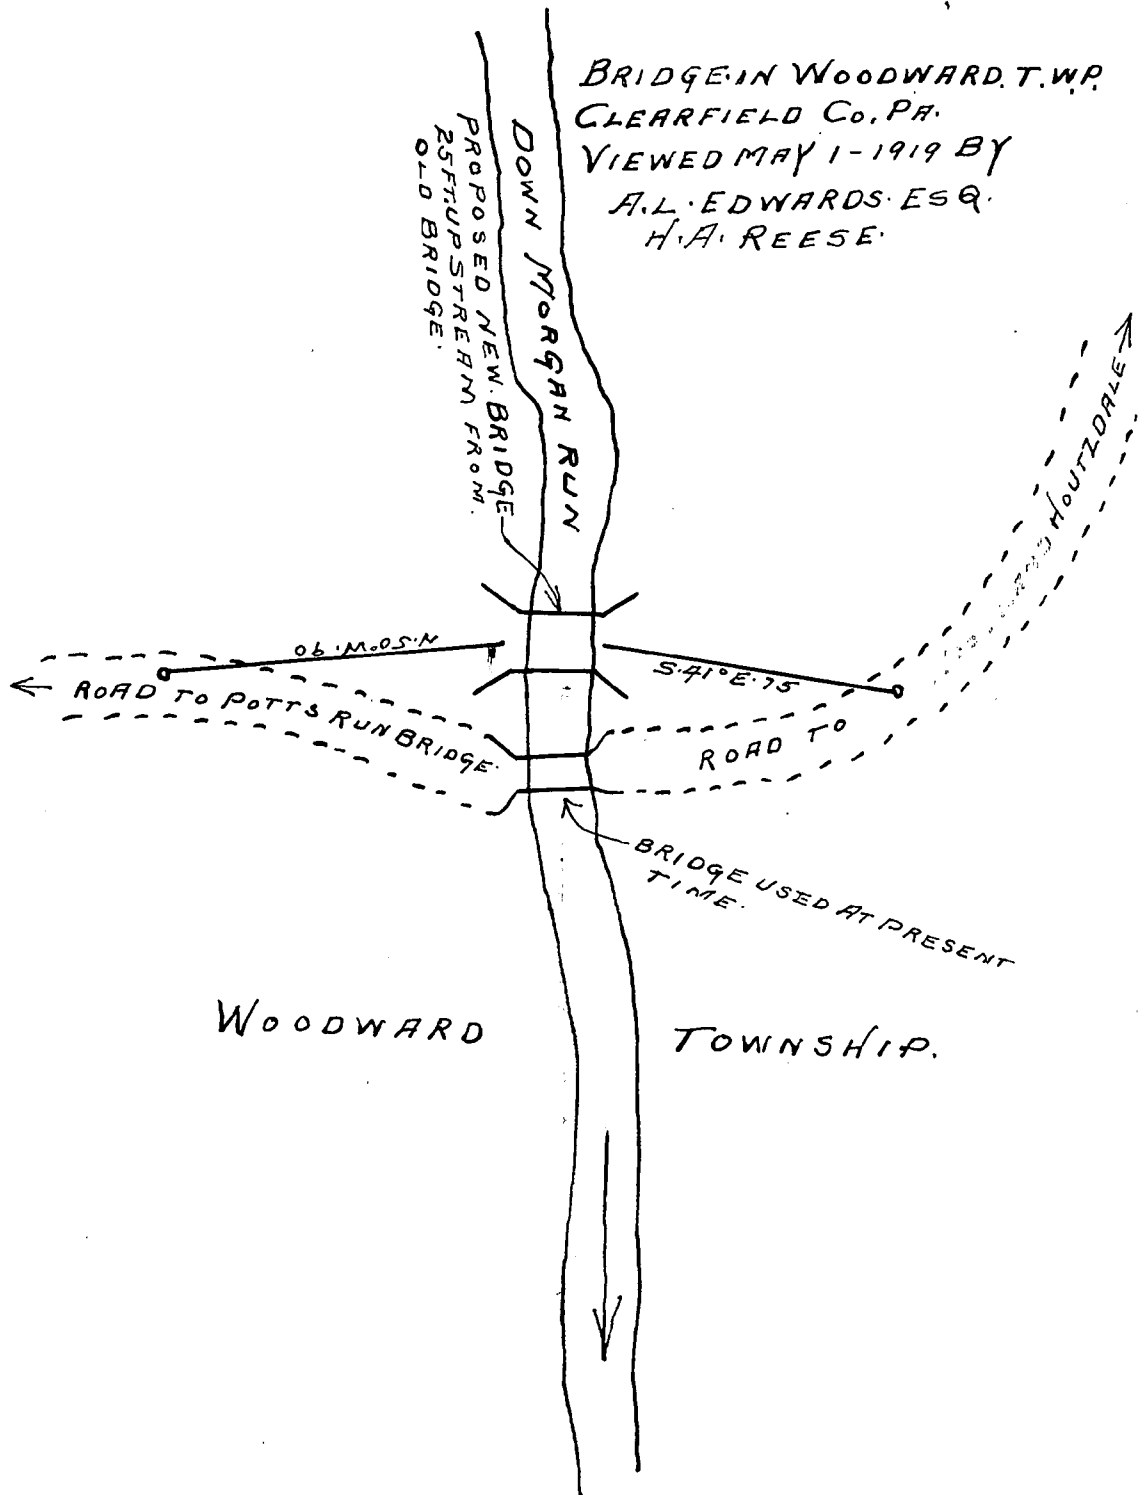 BRIDGE·IN WOODWARD. T.W.P.
CLEARFIELD Co, PA.
VIEWED MAY 1-1919 BY
A.L. EDWARDS. ESQ.
H.A. REESE.
DOWN MORGAN RUN
PROPOSED NEW. BRIDGE
25 FT. UP STREAM FROM.
OLD BRIDGE.
N·50°W·90
S·41°E·75
ROAD TO POTTS RUN BRIDGE.
ROAD TO
HOUTZDALE
BRIDGE USED AT PRESENT
TIME.
WOODWARD TOWNSHIP.